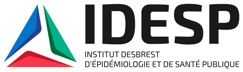 IDESP
INSTITUT DESBREST
D'ÉPIDÉMIOLOGIE ET DE SANTÉ PUBLIQUE